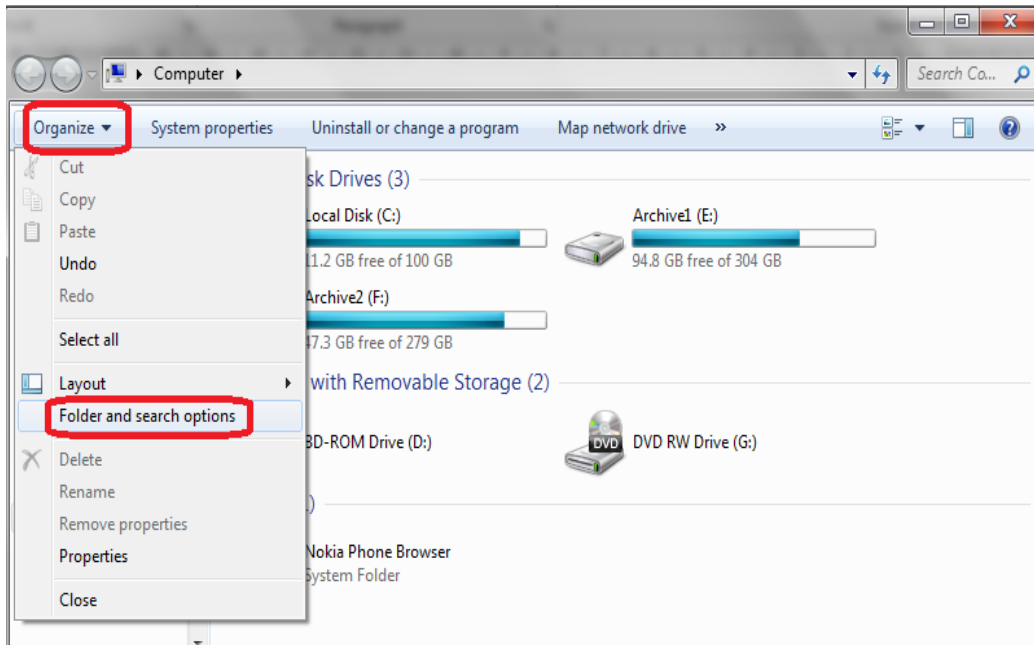 Computer
Search Co...
Organize
System properties
Uninstall or change a program
Map network drive
»
Cut
Copy
Paste
Undo
Redo
Select all
Layout
Folder and search options
Delete
Rename
Remove properties
Properties
Close
sk Drives (3)
Local Disk (C:)
11.2 GB free of 100 GB
Archive1 (E:)
94.8 GB free of 304 GB
Archive2 (F:)
47.3 GB free of 279 GB
with Removable Storage (2)
BD-ROM Drive (D:)
DVD
DVD RW Drive (G:)
)
Nokia Phone Browser
System Folder